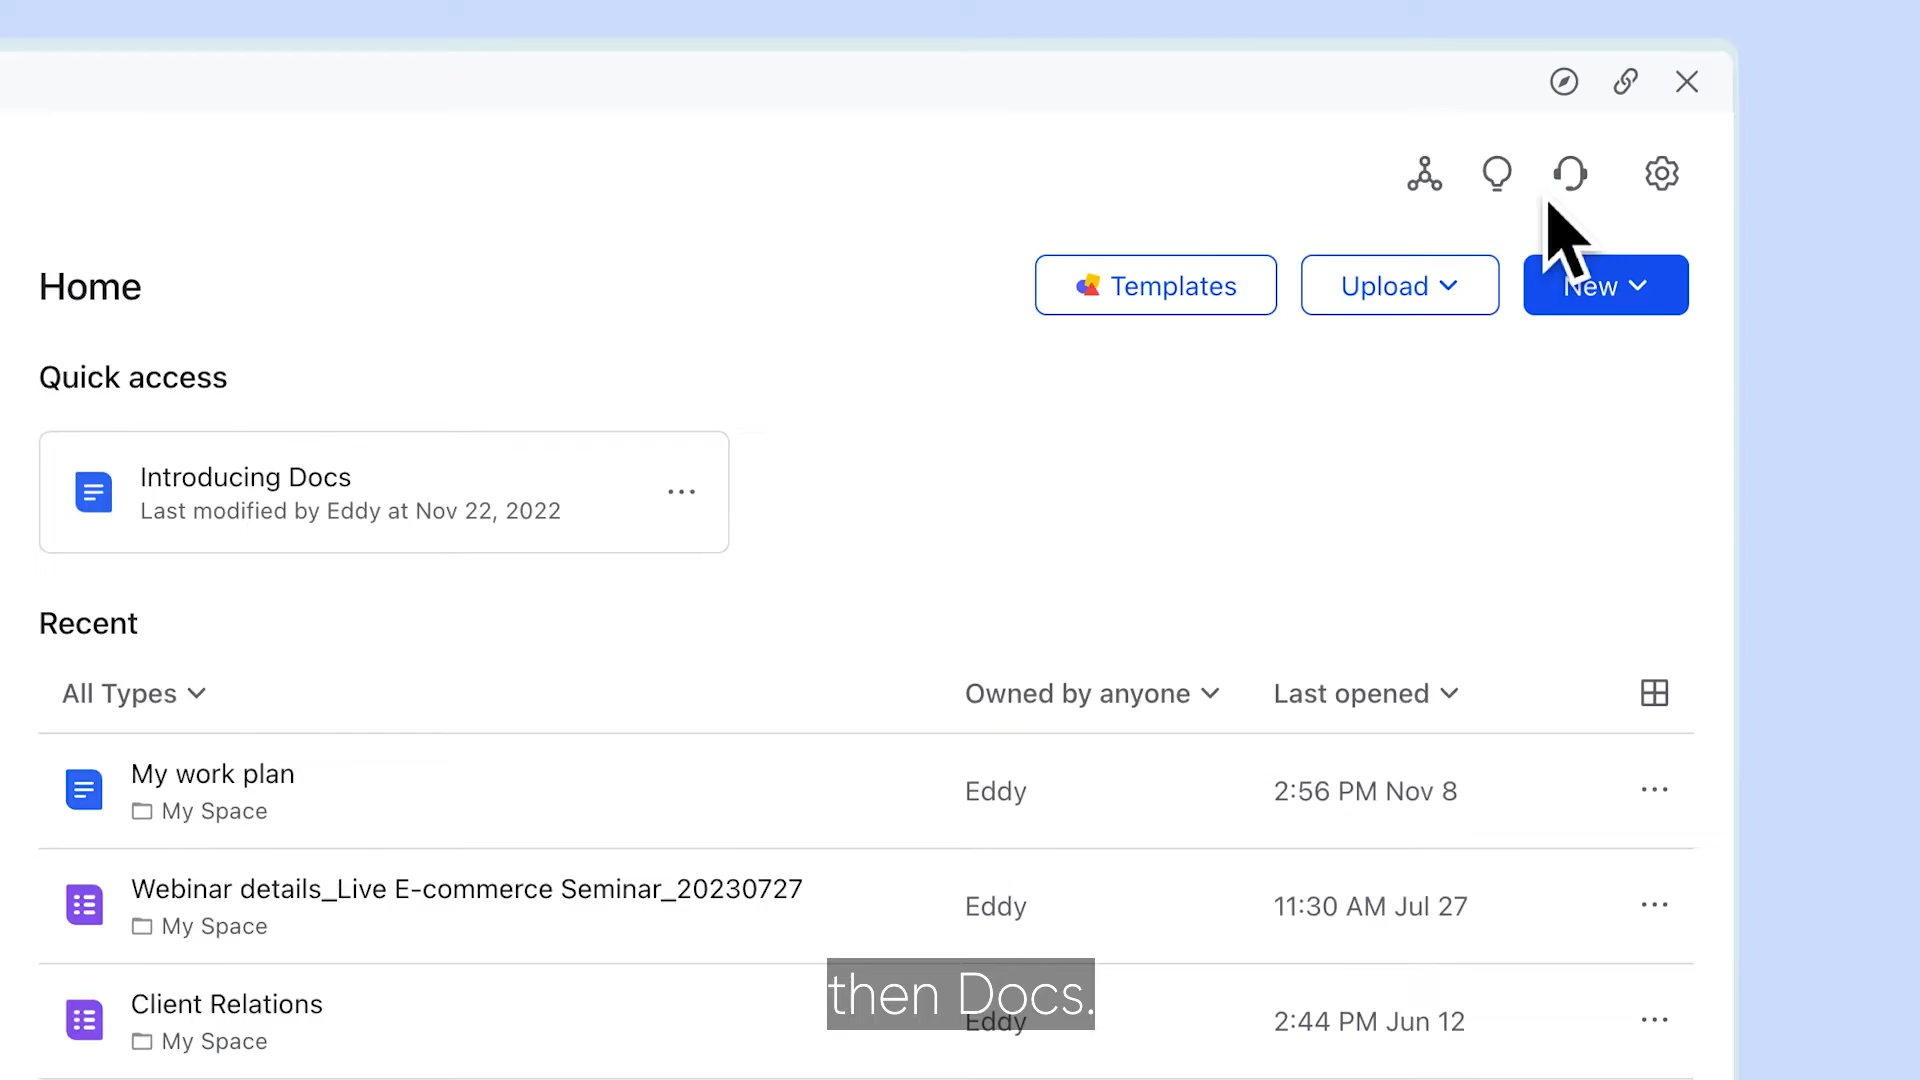 Home
Templates
Upload
New
Quick access
Introducing Docs
Last modified by Eddy at Nov 22, 2022
Recent
All Types
Owned by anyone
Last opened
My work plan
My Space
Eddy
2:56 PM Nov 8
Webinar details_Live E-commerce Seminar_20230727
My Space
Eddy
11:30 AM Jul 27
Client Relations
My Space
Eddy
2:44 PM Jun 12
then Docs.